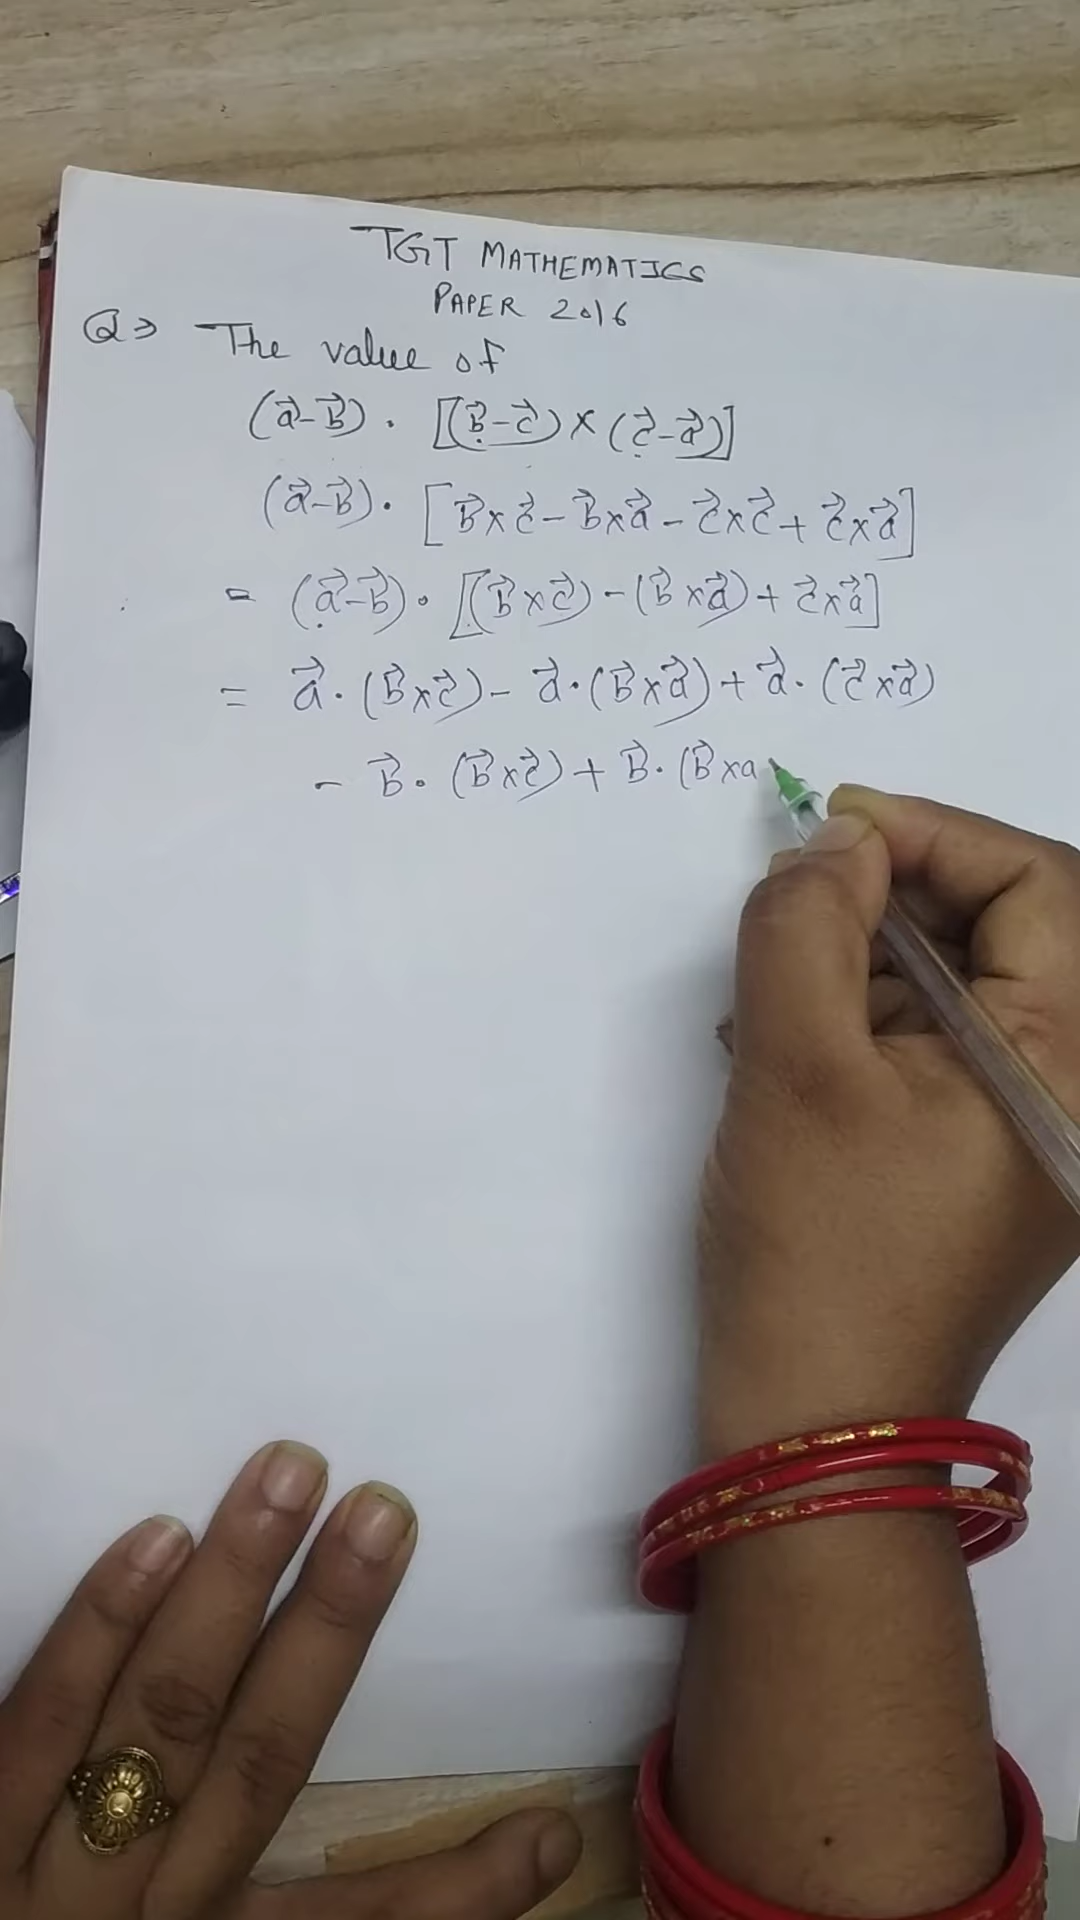 TGT MATHEMATICS
PAPER 2016
Q⇒ The value of
(a⃗-b⃗) . [(b⃗-c⃗)×(c⃗-a⃗)]
(a⃗-b⃗) . [b⃗×c⃗ - b⃗×a⃗ - c⃗×c⃗ + c⃗×a⃗]
= (a⃗-b⃗) . [(b⃗×c⃗) - (b⃗×a⃗) + c⃗×a⃗]
= a⃗ . (b⃗×c⃗) - a⃗ . (b⃗×a⃗) + a⃗ . (c⃗×a⃗)
- b⃗ . (b⃗×c⃗) + b⃗ . (b⃗×a